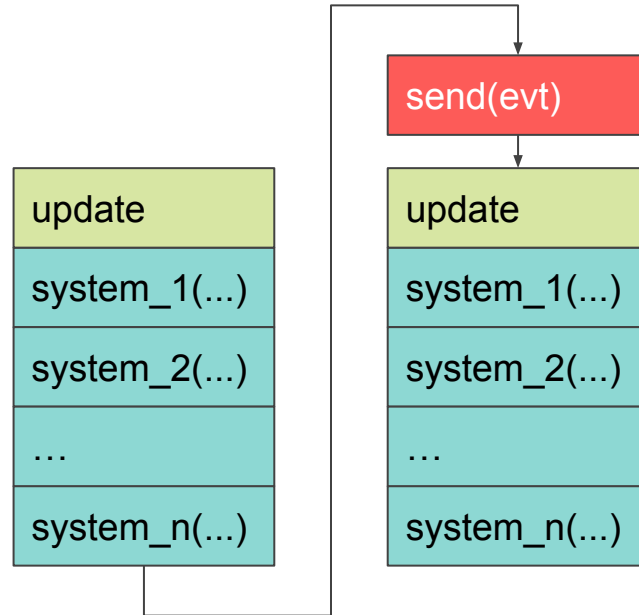 update
system_1(...)
system_2(...)
…
system_n(...)
send(evt)
update
system_1(...)
system_2(...)
…
system_n(...)